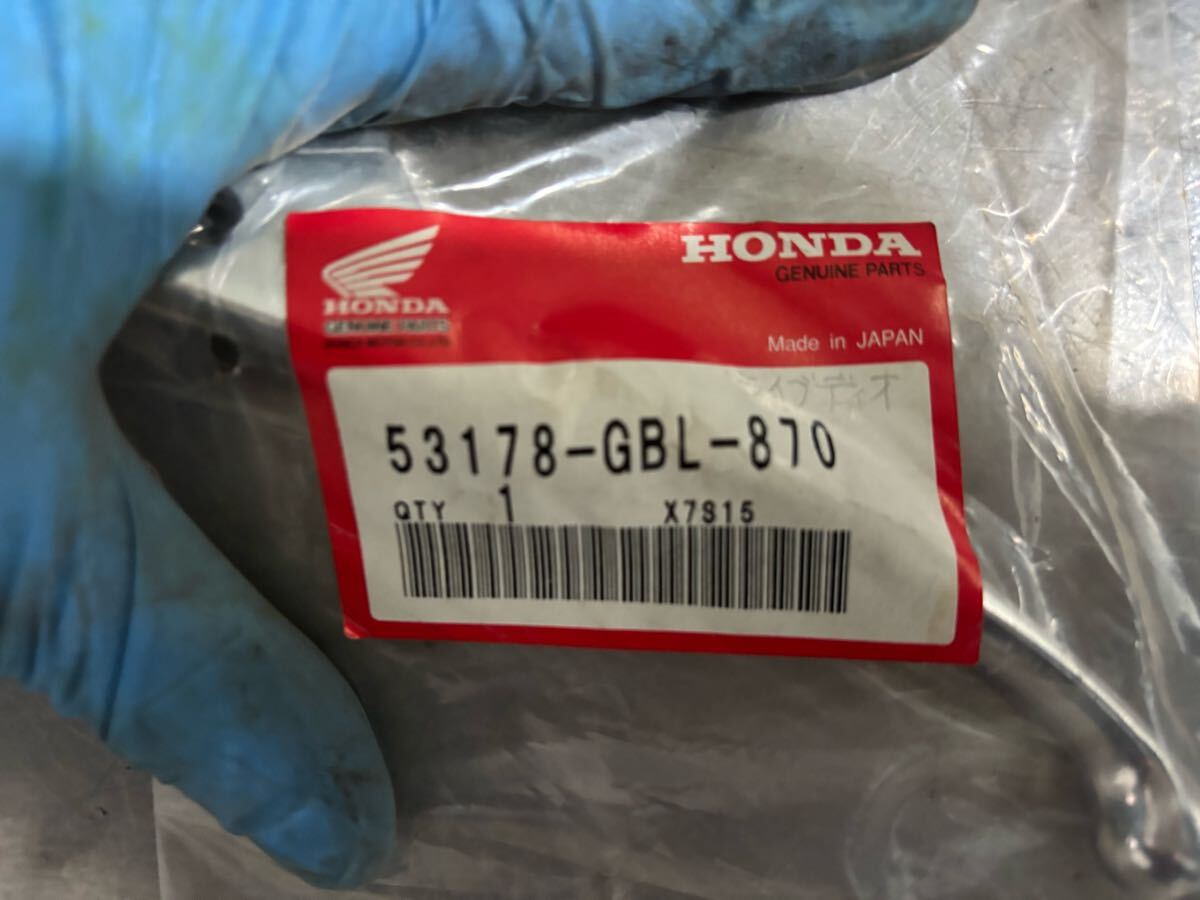 HONDA
GENUINE PARTS
HONDA
GENUINE PARTS
Made in JAPAN
イブディオ
53178-GBL-870
QTY 1 X7S15